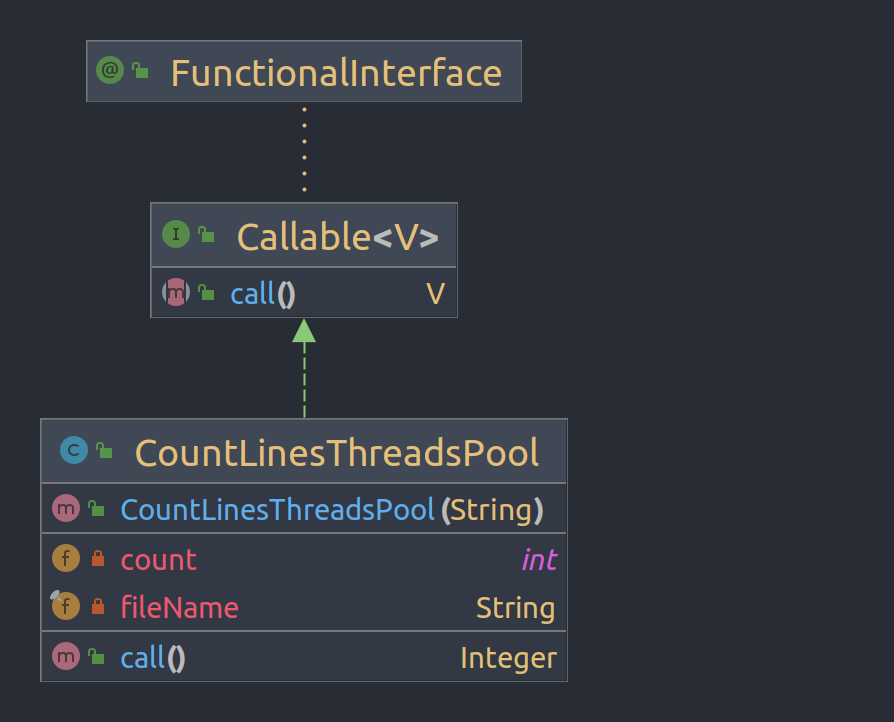 @ FunctionalInterface
I Callable<V>
m call() V
C CountLinesThreadsPool
m CountLinesThreadsPool(String)
f count int
f fileName String
m call() Integer